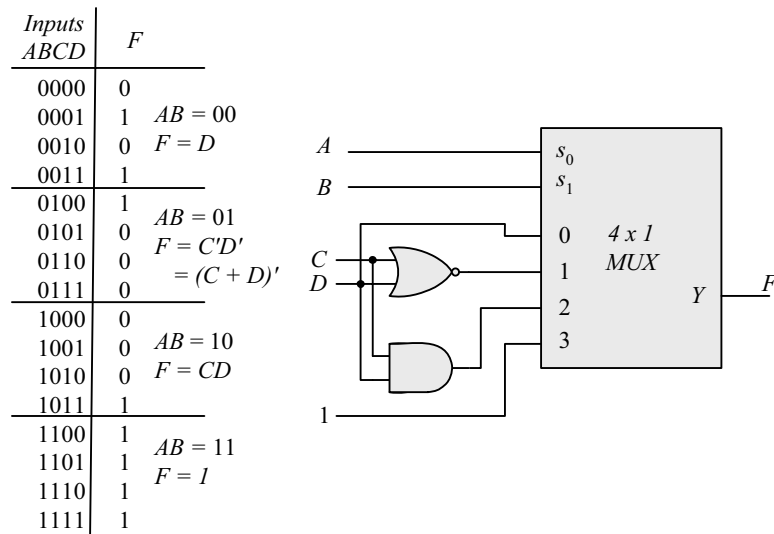 Inputs
ABCD F
0000 0
0001 1 AB = 00
0010 0 F = D
0011 1
0100 1 AB = 01
0101 0 F = C'D'
0110 0 = (C + D)'
0111 0
1000 0 AB = 10
1001 0 F = CD
1010 0
1011 1
1100 1 AB = 11
1101 1 F = 1
1110 1
1111 1
A s0
B s1
0 4 x 1
C 1 MUX
D
2 Y F
3
1